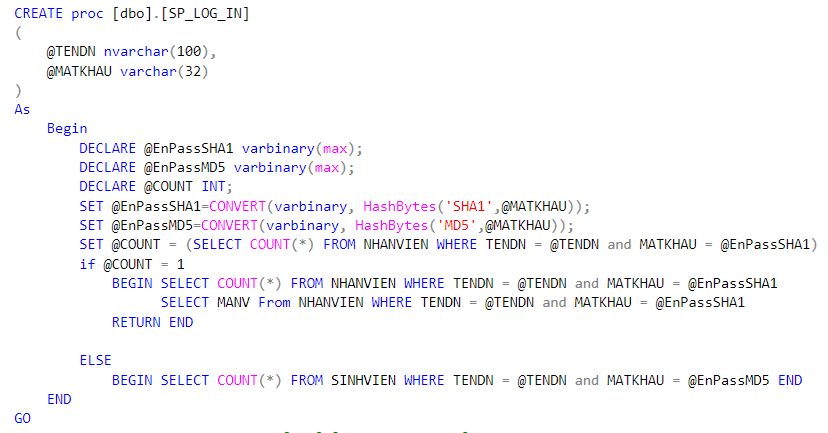 CREATE proc [dbo].[SP_LOG_IN]
(
    @TENDN nvarchar(100),
    @MATKHAU varchar(32)
)
As
    Begin
        DECLARE @EnPassSHA1 varbinary(max);
        DECLARE @EnPassMD5 varbinary(max);
        DECLARE @COUNT INT;
        SET @EnPassSHA1=CONVERT(varbinary, HashBytes('SHA1',@MATKHAU));
        SET @EnPassMD5=CONVERT(varbinary, HashBytes('MD5',@MATKHAU));
        SET @COUNT = (SELECT COUNT(*) FROM NHANVIEN WHERE TENDN = @TENDN and MATKHAU = @EnPassSHA1)
        if @COUNT = 1
            BEGIN SELECT COUNT(*) FROM NHANVIEN WHERE TENDN = @TENDN and MATKHAU = @EnPassSHA1
                  SELECT MANV From NHANVIEN WHERE TENDN = @TENDN and MATKHAU = @EnPassSHA1
            RETURN END
        ELSE
            BEGIN SELECT COUNT(*) FROM SINHVIEN WHERE TENDN = @TENDN and MATKHAU = @EnPassMD5 END
    END
GO